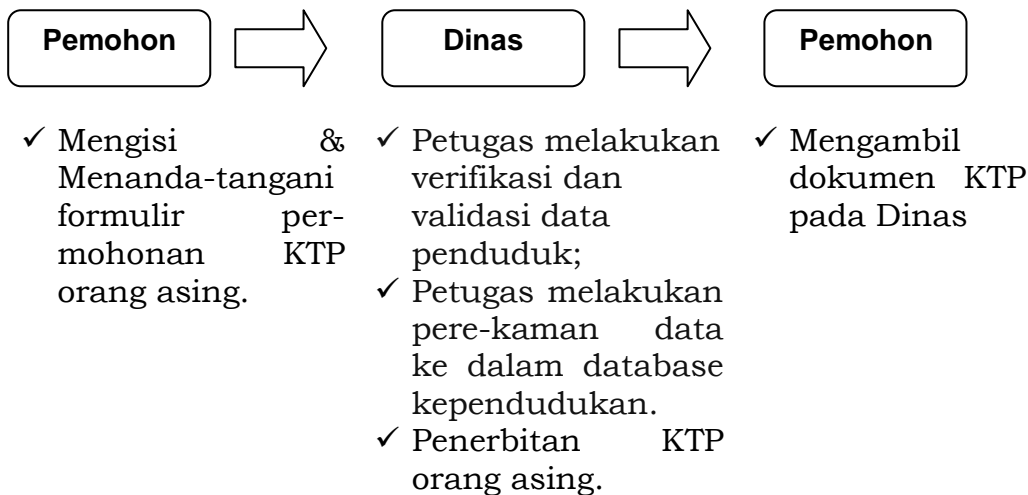 Pemohon
Dinas
Pemohon
✓ Mengisi &
Menanda-tangani
formulir per-
mohonan KTP
orang asing.
✓ Petugas melakukan
verifikasi dan
validasi data
penduduk;
✓ Petugas melakukan
pere-kaman data
ke dalam database
kependudukan.
✓ Penerbitan KTP
orang asing.
✓ Mengambil
dokumen KTP
pada Dinas